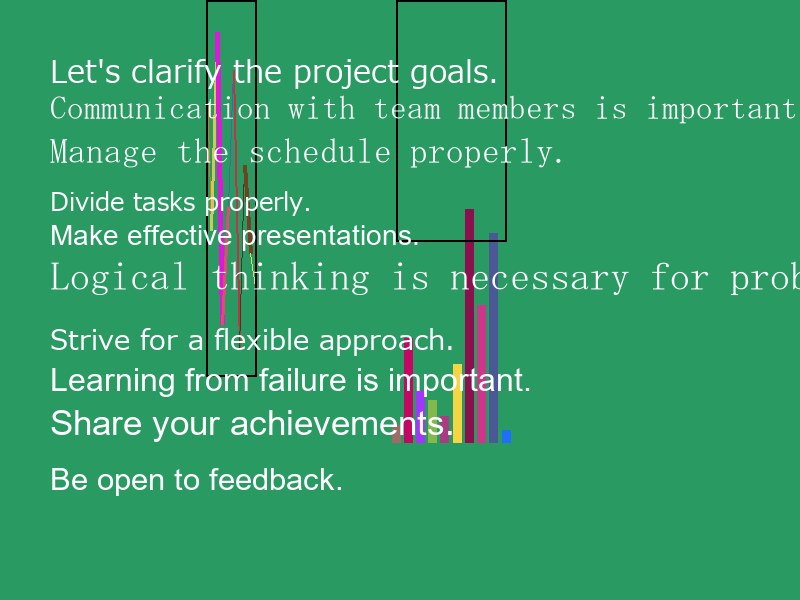 Let's clarify the project goals.
Communication with team members is important
Manage the schedule properly.
Divide tasks properly.
Make effective presentations.
Logical thinking is necessary for
Strive for a flexible approach.
Learning from failure is important.
Share your achievements.
Be open to feedback.